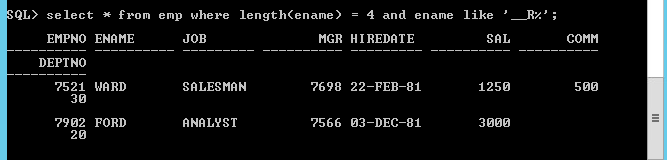 SQL> select * from emp where length(ename) = 4 and ename like '__R%';
EMPNO ENAME JOB MGR HIREDATE SAL COMM
---------- ---------- --------- ---------- --------- ---------- ----------
DEPTNO
----------
7521 WARD SALESMAN 7698 22-FEB-81 1250 500
30
7902 FORD ANALYST 7566 03-DEC-81 3000
20